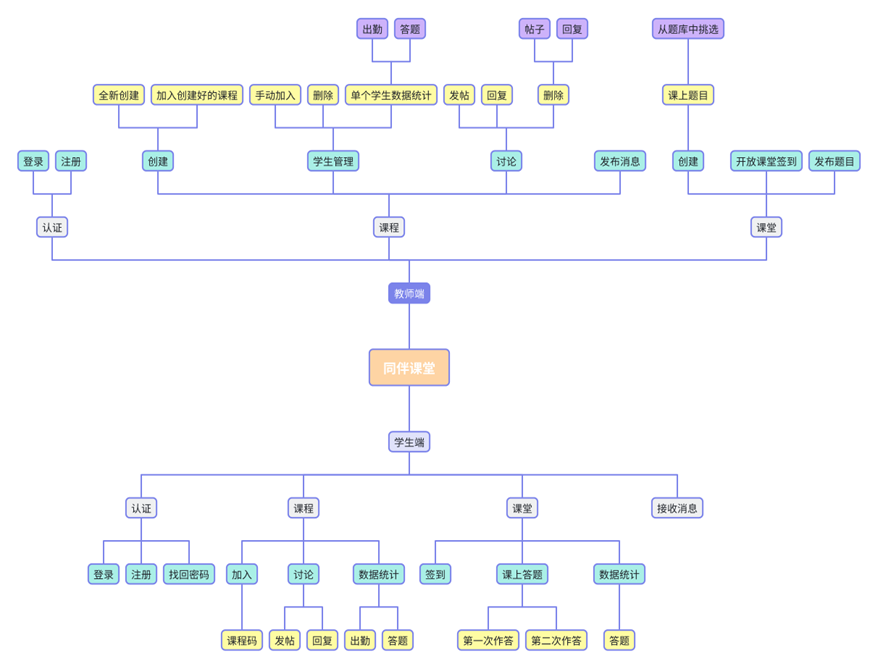 出勤 答题 帖子 回复 从题库中挑选
全新创建 加入创建好的课程 手动加入 删除 单个学生数据统计 发帖 回复 删除 课上题目
登录 注册 创建 学生管理 讨论 发布消息 创建 开放课堂签到 发布题目
认证 课程 课堂
教师端
同伴课堂
学生端
认证 课程 课堂 接收消息
登录 注册 找回密码 加入 讨论 数据统计 签到 课上答题 数据统计
课程码 发帖 回复 出勤 答题 第一次作答 第二次作答 答题